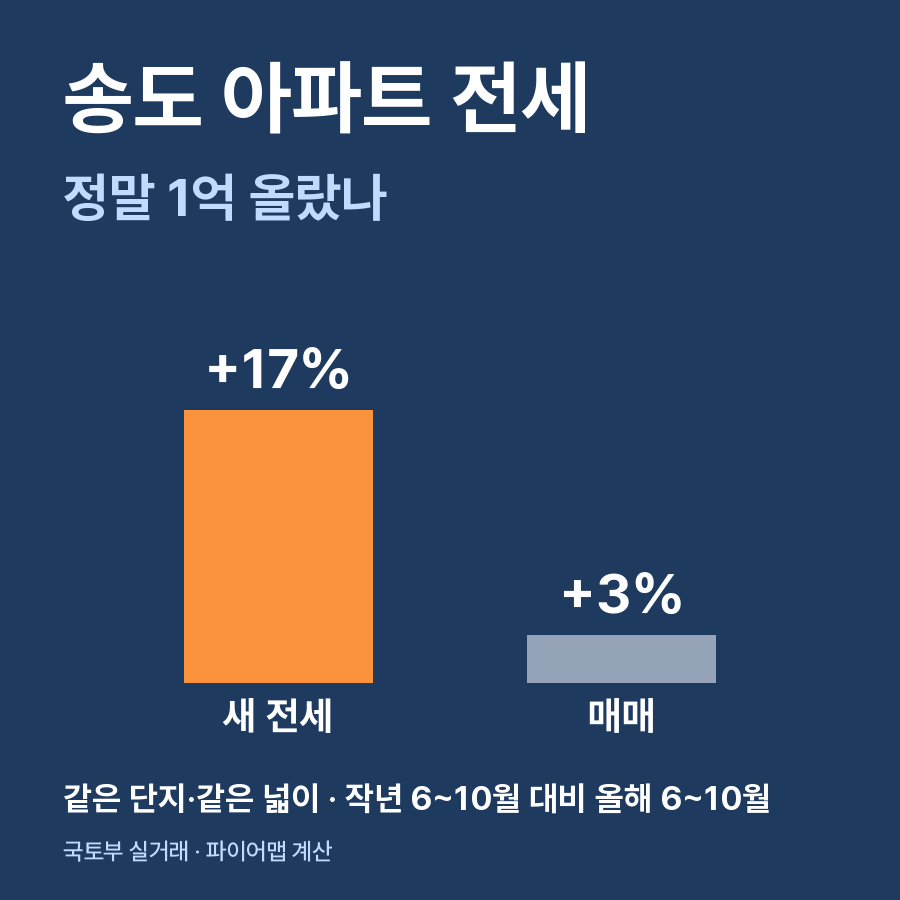 송도 아파트 전세
정말 1억 올랐나
+17%
+3%
새 전세
매매
같은 단지·같은 넓이 · 작년 6~10월 대비 올해 6~10월
국토부 실거래 · 파이어맵 계산